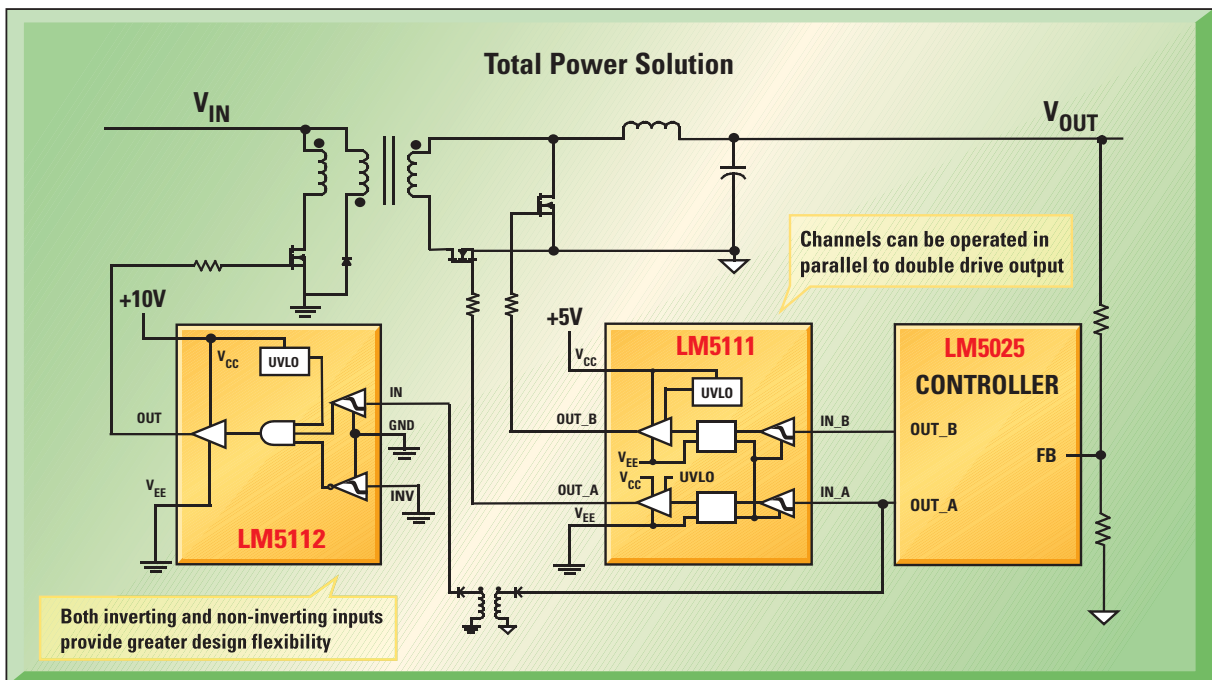 Total Power Solution
VIN
VOUT
Channels can be operated in
parallel to double drive output
+10V
+5V
VCC
UVLO
IN
OUT
GND
VEE
INV
LM5112
LM5111
VCC
UVLO
OUT_B
IN_B
VEE
VCC
UVLO
OUT_A
IN_A
VEE
LM5025
CONTROLLER
OUT_B
FB
OUT_A
Both inverting and non-inverting inputs
provide greater design flexibility